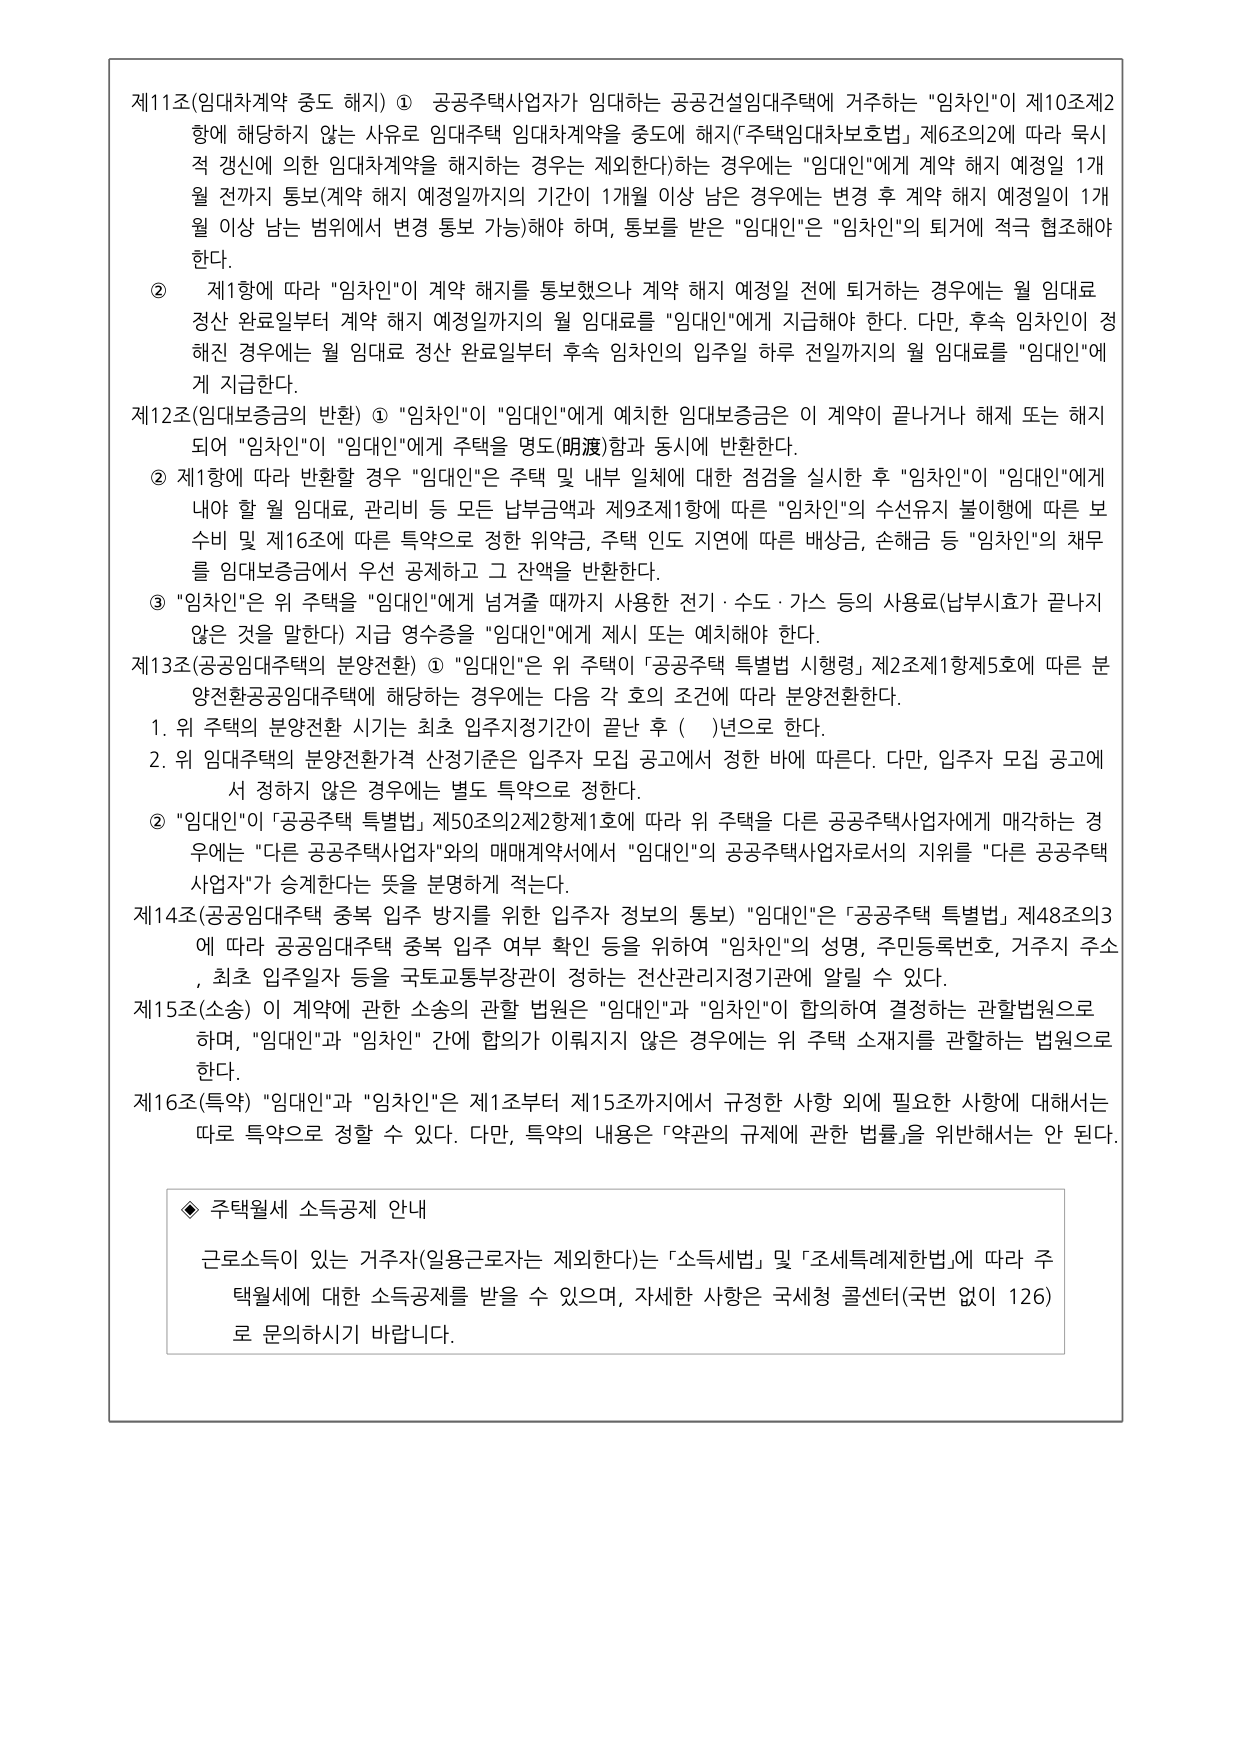 제11조(임대차계약 중도 해지) ① 공공주택사업자가 임대하는 공공건설임대주택에 거주하는 "임차인"이 제10조제2
항에 해당하지 않는 사유로 임대주택 임대차계약을 중도에 해지(「주택임대차보호법」 제6조의2에 따라 묵시
적 갱신에 의한 임대차계약을 해지하는 경우는 제외한다)하는 경우에는 "임대인"에게 계약 해지 예정일 1개
월 전까지 통보(계약 해지 예정일까지의 기간이 1개월 이상 남은 경우에는 변경 후 계약 해지 예정일이 1개
월 이상 남는 범위에서 변경 통보 가능)해야 하며, 통보를 받은 "임대인"은 "임차인"의 퇴거에 적극 협조해야
한다.
② 제1항에 따라 "임차인"이 계약 해지를 통보했으나 계약 해지 예정일 전에 퇴거하는 경우에는 월 임대료
정산 완료일부터 계약 해지 예정일까지의 월 임대료를 "임대인"에게 지급해야 한다. 다만, 후속 임차인이 정
해진 경우에는 월 임대료 정산 완료일부터 후속 임차인의 입주일 하루 전일까지의 월 임대료를 "임대인"에
게 지급한다.
제12조(임대보증금의 반환) ① "임차인"이 "임대인"에게 예치한 임대보증금은 이 계약이 끝나거나 해제 또는 해지
되어 "임차인"이 "임대인"에게 주택을 명도(明渡)함과 동시에 반환한다.
② 제1항에 따라 반환할 경우 "임대인"은 주택 및 내부 일체에 대한 점검을 실시한 후 "임차인"이 "임대인"에게
내야 할 월 임대료, 관리비 등 모든 납부금액과 제9조제1항에 따른 "임차인"의 수선유지 불이행에 따른 보
수비 및 제16조에 따른 특약으로 정한 위약금, 주택 인도 지연에 따른 배상금, 손해금 등 "임차인"의 채무
를 임대보증금에서 우선 공제하고 그 잔액을 반환한다.
③ "임차인"은 위 주택을 "임대인"에게 넘겨줄 때까지 사용한 전기ㆍ수도ㆍ가스 등의 사용료(납부시효가 끝나지
않은 것을 말한다) 지급 영수증을 "임대인"에게 제시 또는 예치해야 한다.
제13조(공공임대주택의 분양전환) ① "임대인"은 위 주택이 「공공주택 특별법 시행령」 제2조제1항제5호에 따른 분
양전환공공임대주택에 해당하는 경우에는 다음 각 호의 조건에 따라 분양전환한다.
1. 위 주택의 분양전환 시기는 최초 입주지정기간이 끝난 후 (  )년으로 한다.
2. 위 임대주택의 분양전환가격 산정기준은 입주자 모집 공고에서 정한 바에 따른다. 다만, 입주자 모집 공고에
서 정하지 않은 경우에는 별도 특약으로 정한다.
② "임대인"이 「공공주택 특별법」 제50조의2제2항제1호에 따라 위 주택을 다른 공공주택사업자에게 매각하는 경
우에는 "다른 공공주택사업자"와의 매매계약서에서 "임대인"의 공공주택사업자로서의 지위를 "다른 공공주택
사업자"가 승계한다는 뜻을 분명하게 적는다.
제14조(공공임대주택 중복 입주 방지를 위한 입주자 정보의 통보) "임대인"은 「공공주택 특별법」 제48조의3
에 따라 공공임대주택 중복 입주 여부 확인 등을 위하여 "임차인"의 성명, 주민등록번호, 거주지 주소
, 최초 입주일자 등을 국토교통부장관이 정하는 전산관리지정기관에 알릴 수 있다.
제15조(소송) 이 계약에 관한 소송의 관할 법원은 "임대인"과 "임차인"이 합의하여 결정하는 관할법원으로
하며, "임대인"과 "임차인" 간에 합의가 이뤄지지 않은 경우에는 위 주택 소재지를 관할하는 법원으로
한다.
제16조(특약) "임대인"과 "임차인"은 제1조부터 제15조까지에서 규정한 사항 외에 필요한 사항에 대해서는
따로 특약으로 정할 수 있다. 다만, 특약의 내용은 「약관의 규제에 관한 법률」을 위반해서는 안 된다.
◈ 주택월세 소득공제 안내
근로소득이 있는 거주자(일용근로자는 제외한다)는 「소득세법」 및 「조세특례제한법」에 따라 주
택월세에 대한 소득공제를 받을 수 있으며, 자세한 사항은 국세청 콜센터(국번 없이 126)
로 문의하시기 바랍니다.